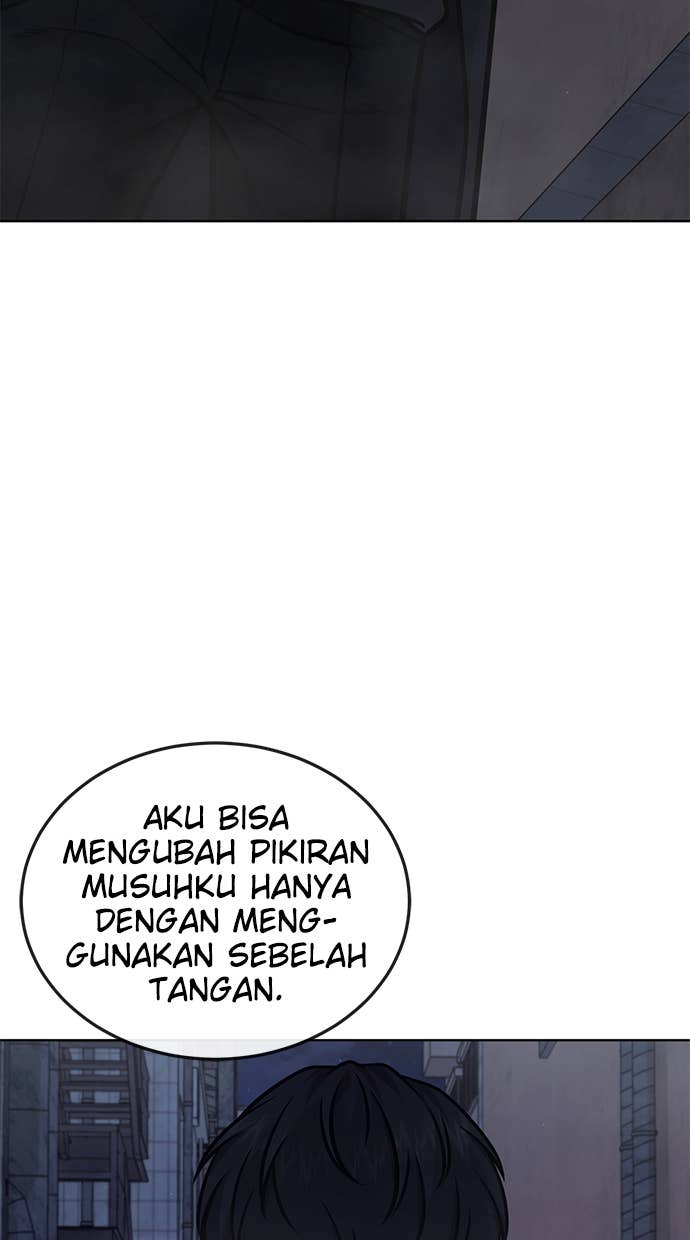 AKU BISA
MENGUBAH PIKIRAN
MUSUHKU HANYA
DENGAN MENG-
GUNAKAN SEBELAH
TANGAN.